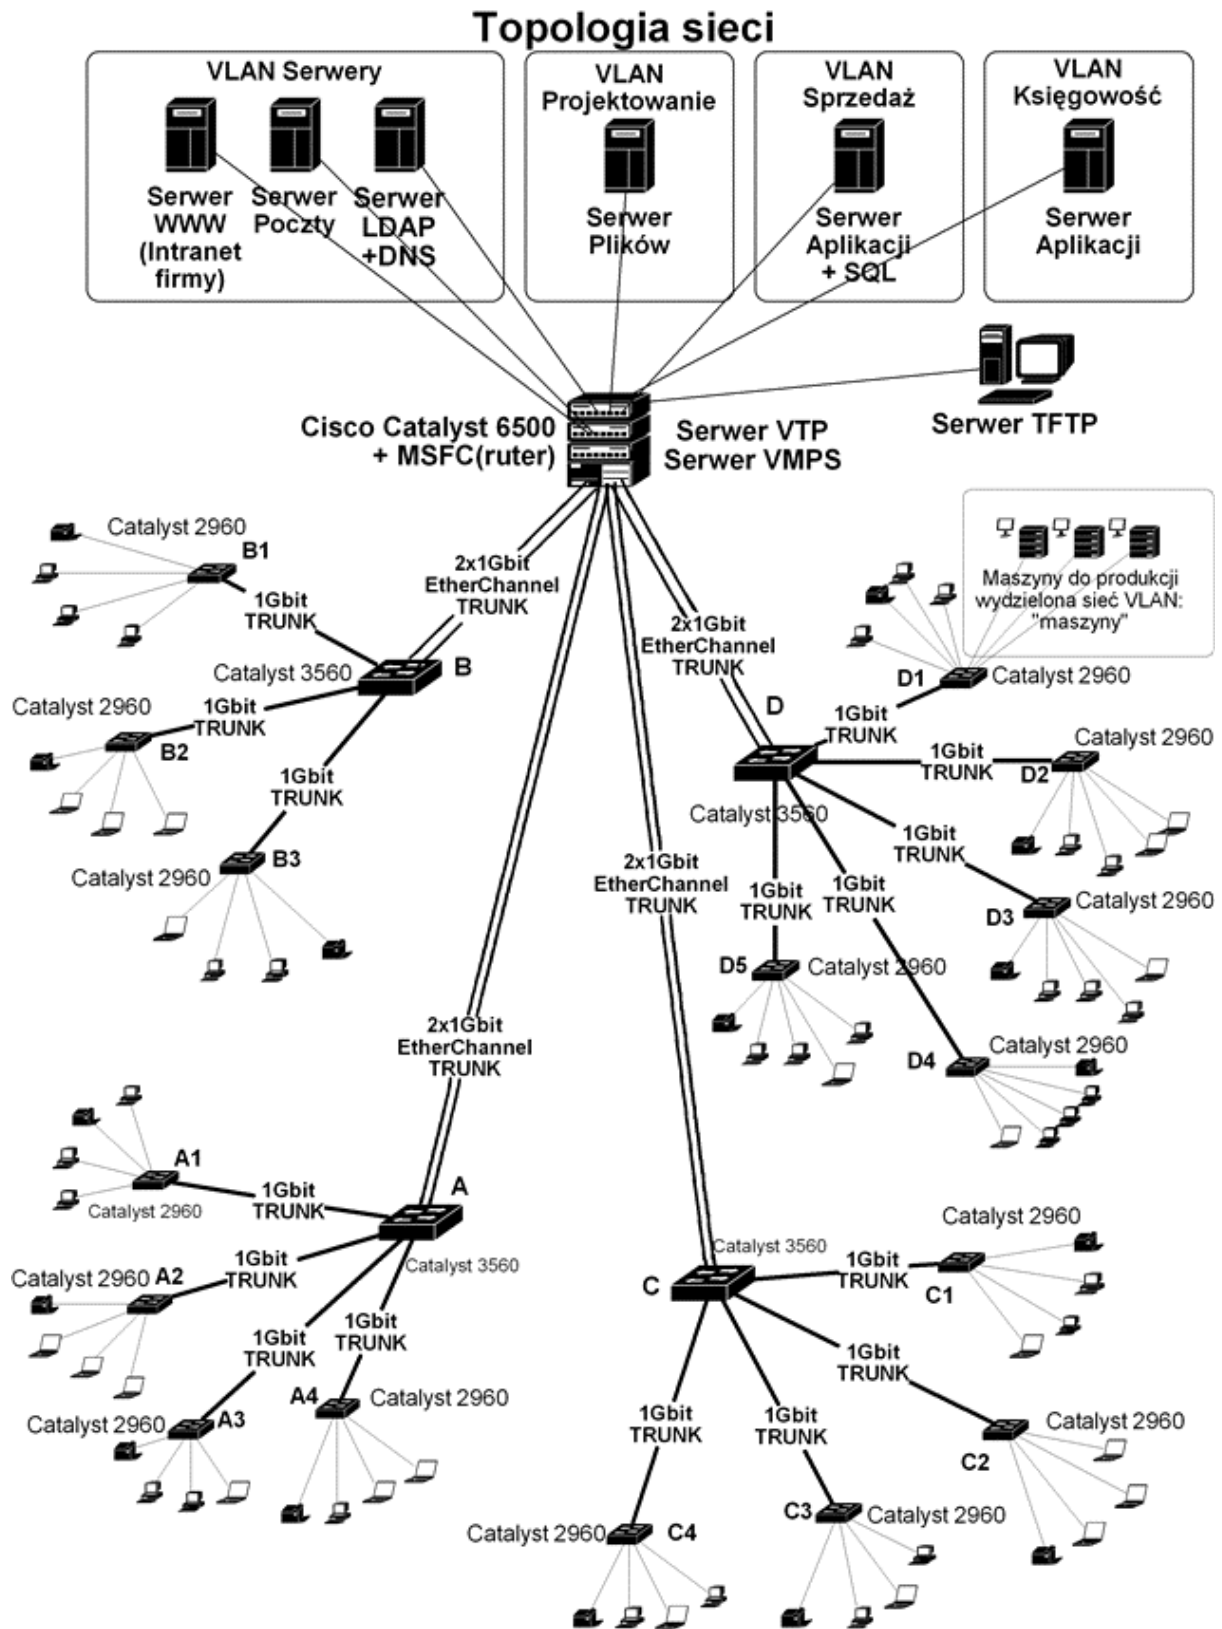 Topologia sieci
VLAN Serwery
Serwer
WWW
(Intranet
firmy)
Serwer
Poczty
Serwer
LDAP
+DNS
VLAN
Projektowanie
Serwer
Plików
VLAN
Sprzedaż
Serwer
Aplikacji
+ SQL
VLAN
Księgowość
Serwer
Aplikacji
Serwer TFTP
Cisco Catalyst 6500
+ MSFC(ruter)
Serwer VTP
Serwer VMPS
Catalyst 2960
B1
1Gbit
TRUNK
2x1Gbit
EtherChannel
TRUNK
Catalyst 3560
B
Catalyst 2960
B2
1Gbit
TRUNK
1Gbit
TRUNK
B3
Catalyst 2960
Maszyny do produkcji
wydzielona sieć VLAN:
"maszyny"
2x1Gbit
EtherChannel
TRUNK
D1
Catalyst 2960
D
1Gbit
TRUNK
Catalyst 3560
1Gbit
TRUNK
D2
Catalyst 2960
1Gbit
TRUNK
D3
Catalyst 2960
1Gbit
TRUNK
1Gbit
TRUNK
D5
Catalyst 2960
D4
Catalyst 2960
2x1Gbit
EtherChannel
TRUNK
2x1Gbit
EtherChannel
TRUNK
A1
Catalyst 2960
1Gbit
TRUNK
A
Catalyst 3560
Catalyst 2960
A2
1Gbit
TRUNK
1Gbit
TRUNK
1Gbit
TRUNK
Catalyst 2960
A3
A4
Catalyst 2960
Catalyst 3560
C
1Gbit
TRUNK
Catalyst 2960
C1
1Gbit
TRUNK
Catalyst 2960
C2
1Gbit
TRUNK
1Gbit
TRUNK
C3
Catalyst 2960
Catalyst 2960
C4